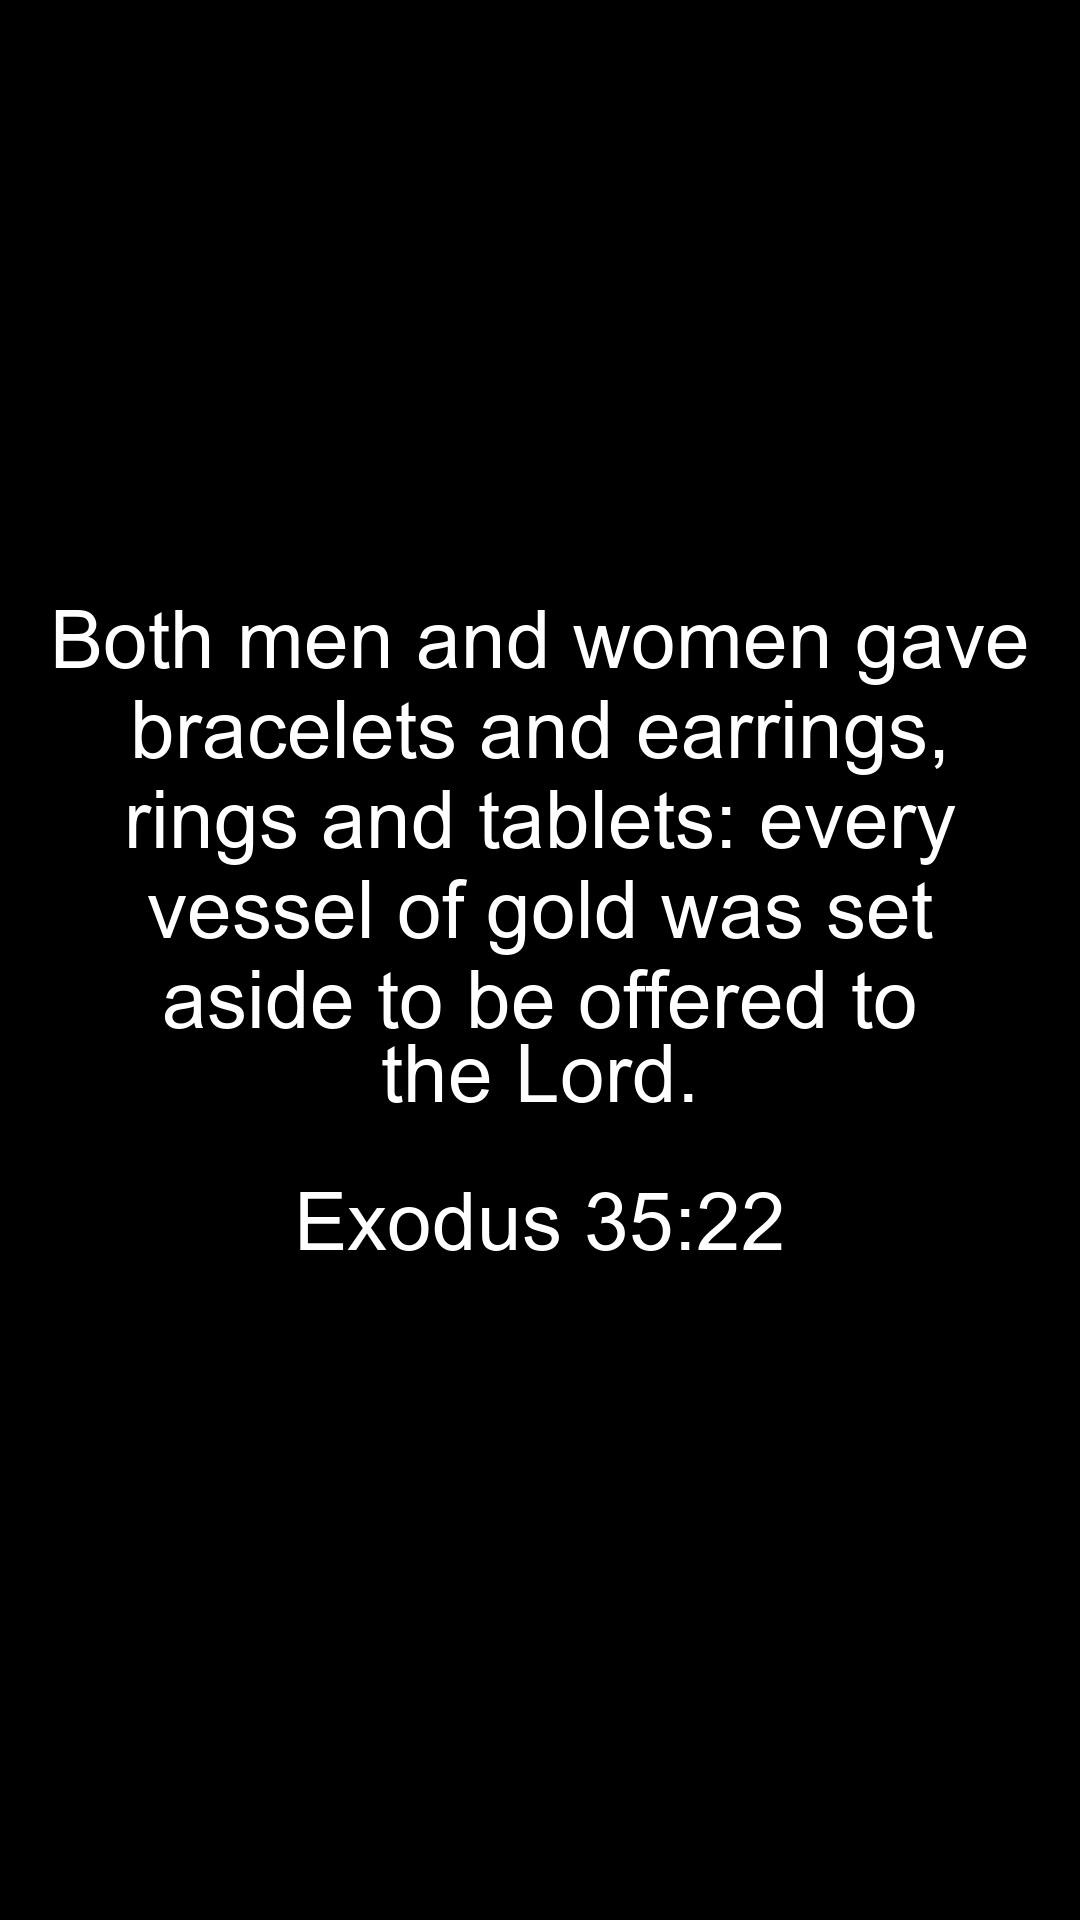 Both men and women gave
bracelets and earrings,
rings and tablets: every
vessel of gold was set
aside to be offered to
the Lord.
Exodus 35:22